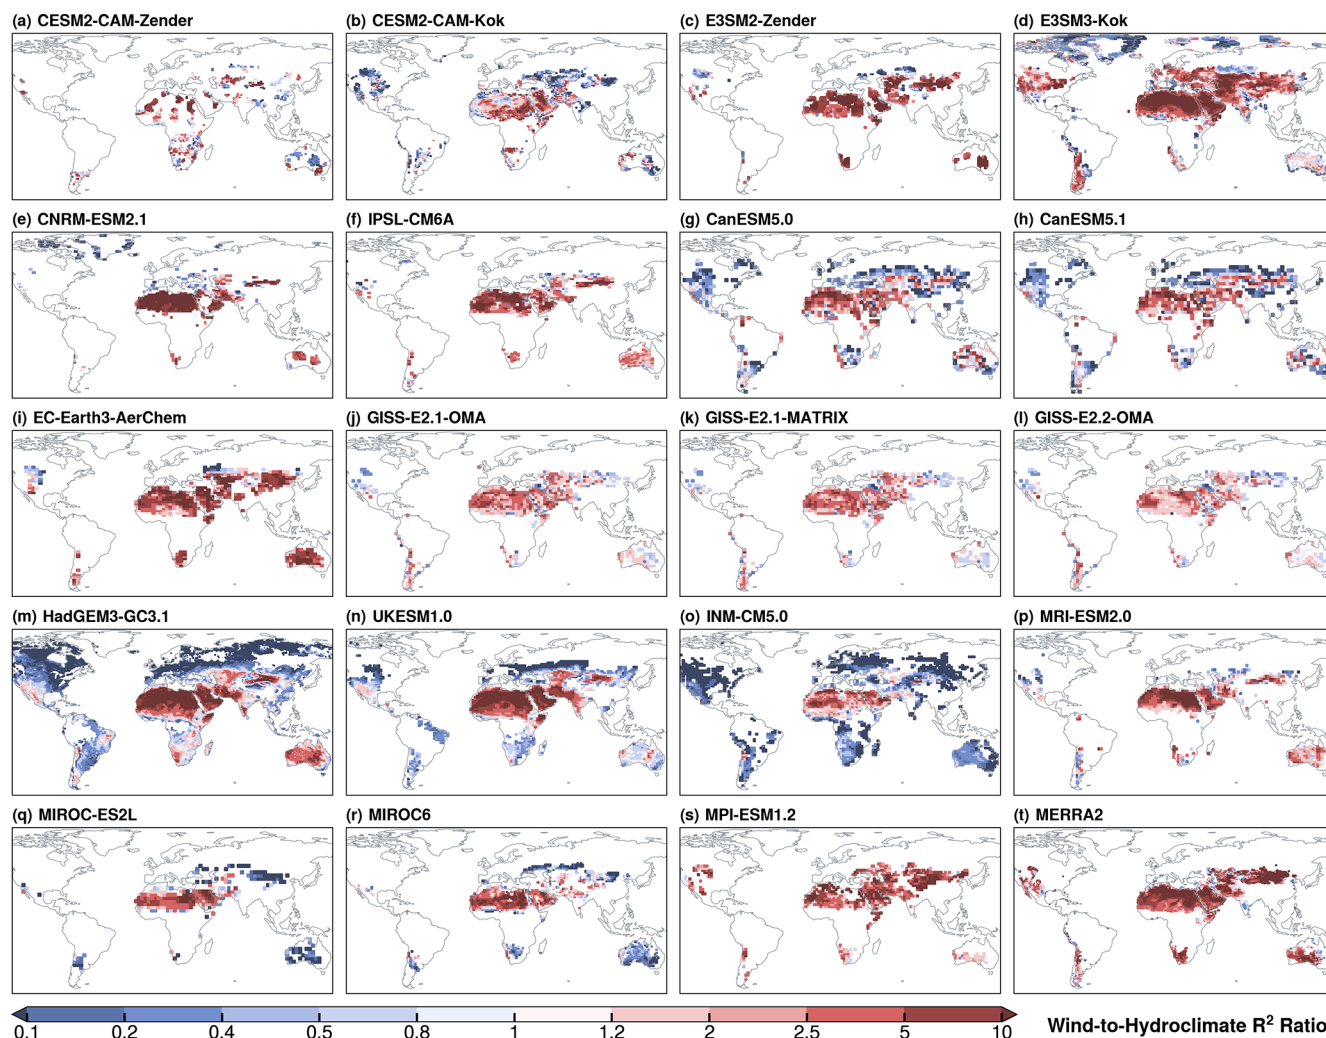 (a) CESM2-CAM-Zender
(b) CESM2-CAM-Kok
(c) E3SM2-Zender
(d) E3SM3-Kok
(e) CNRM-ESM2.1
(f) IPSL-CM6A
(g) CanESM5.0
(h) CanESM5.1
(i) EC-Earth3-AerChem
(j) GISS-E2.1-OMA
(k) GISS-E2.1-MATRIX
(l) GISS-E2.2-OMA
(m) HadGEM3-GC3.1
(n) UKESM1.0
(o) INM-CM5.0
(p) MRI-ESM2.0
(q) MIROC-ES2L
(r) MIROC6
(s) MPI-ESM1.2
(t) MERRA2
0.1 0.2 0.4 0.5 0.8 1 1.2 2 2.5 5 10
Wind-to-Hydroclimate R² Ratio